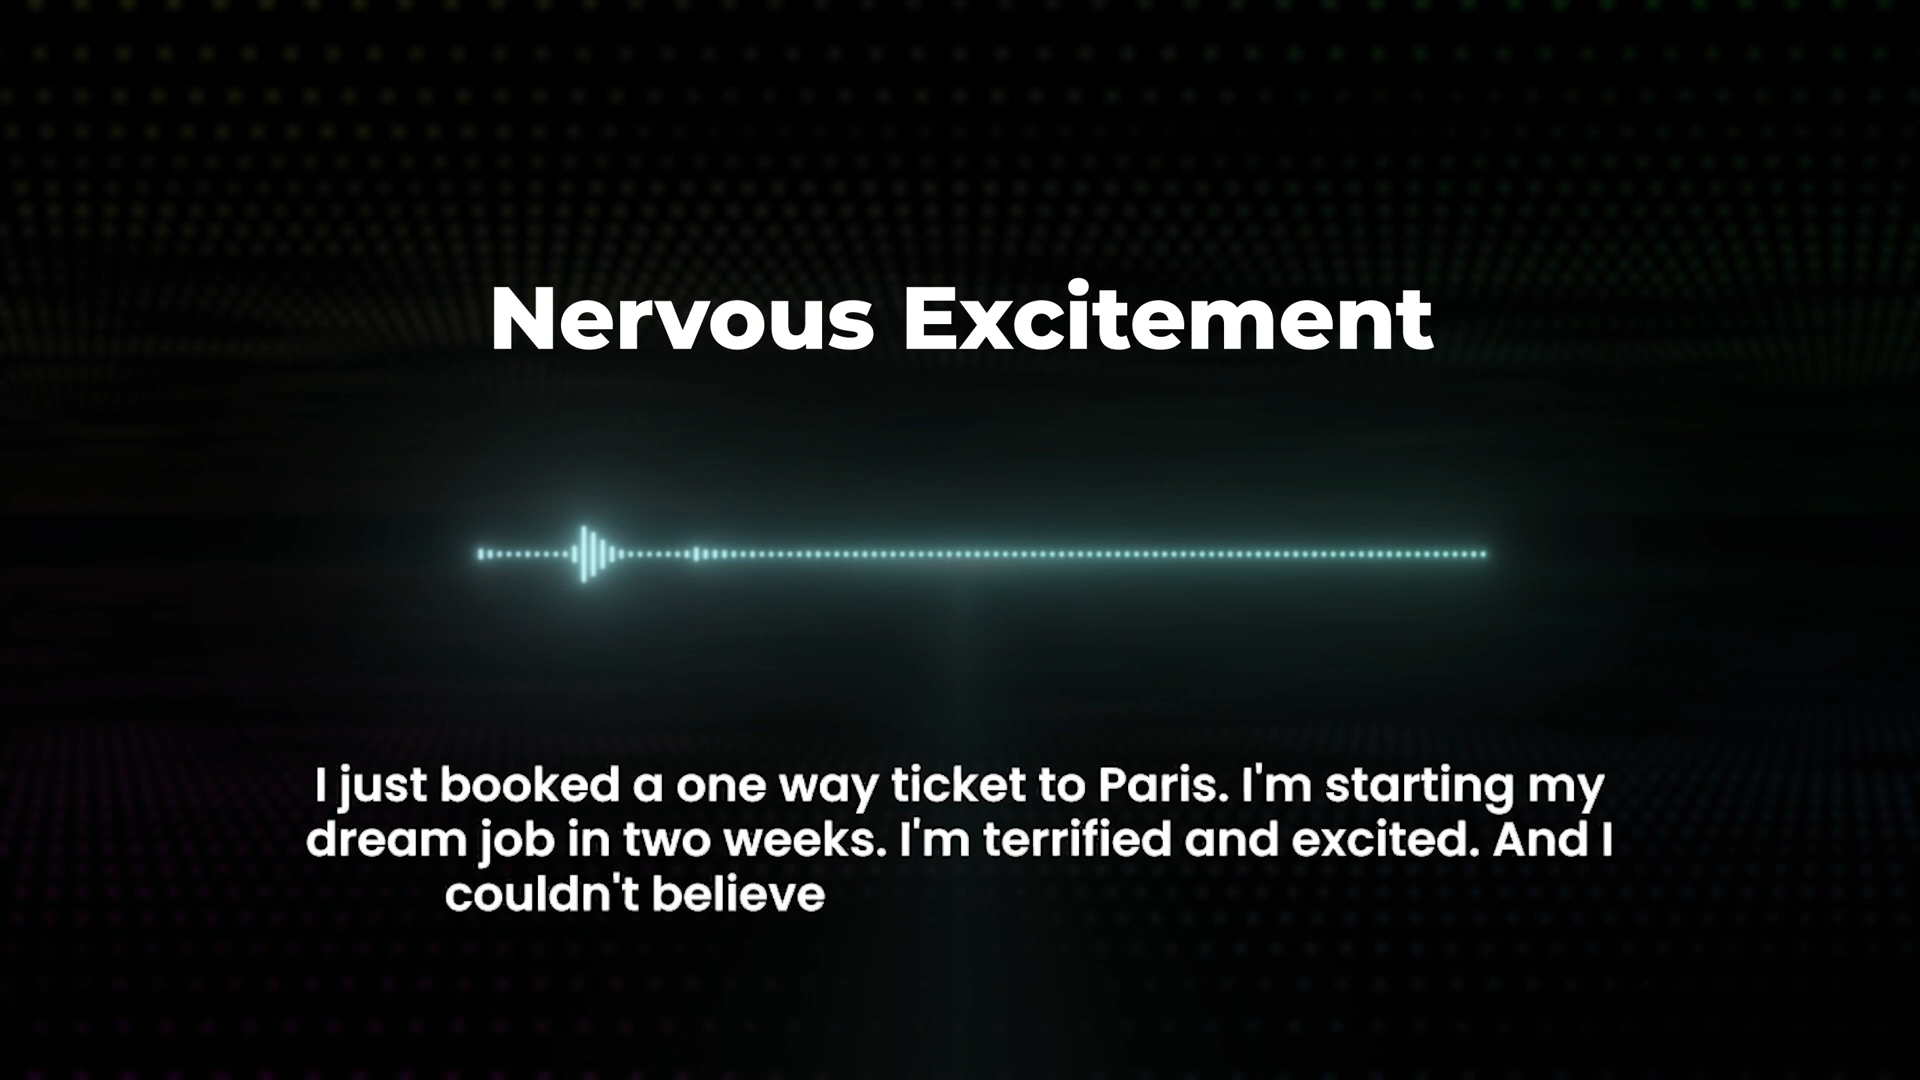 Nervous Excitement
I just booked a one way ticket to Paris. I'm starting my
dream job in two weeks. I'm terrified and excited. And I
couldn't believe